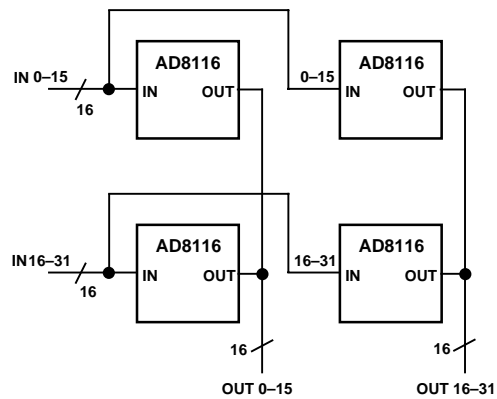 AD8116
AD8116
IN 0–15
IN
OUT
0–15
IN
OUT
16
AD8116
AD8116
IN16–31
IN
OUT
16–31
IN
OUT
16
16
16
OUT 0–15
OUT 16–31